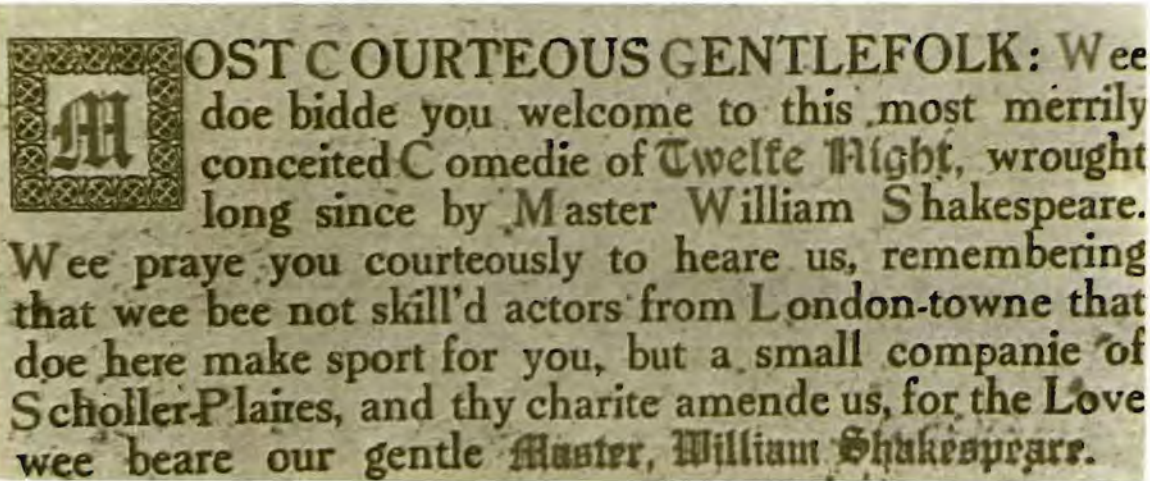 MOST COURTEOUS GENTLEFOLK: Wee
doe bidde you welcome to this most merrily
conceited Comedie of Twelfe Night, wrought
long since by Master William Shakespeare.
Wee praye you courteously to heare us, remembering
that wee bee not skill'd actors from London-towne that
doe here make sport for you, but a small companie of
Scholler-Plaires, and thy charite amende us, for the Love
wee beare our gentle Master, William Shakespeare.